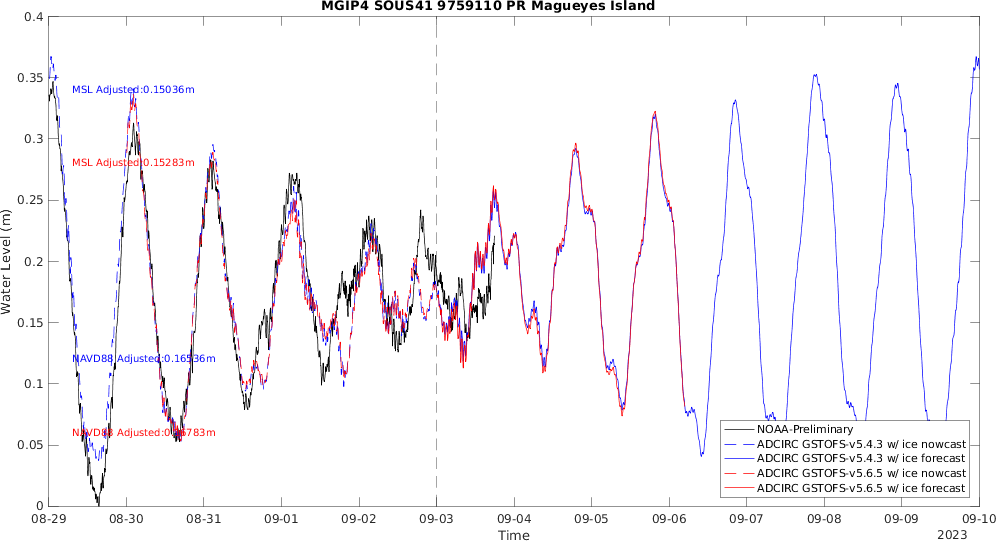 MGIP4 SOUS41 9759110 PR Magueyes Island
0.4
0.35
0.3
0.25
0.2
0.15
0.1
0.05
0
Water Level (m)
MSL Adjusted:0.15036m
MSL Adjusted:0.15283m
NAVD88 Adjusted:0.16536m
NAVD88 Adjusted:0.16783m
NOAA-Preliminary
ADCIRC GSTOFS-v5.4.3 w/ ice nowcast
ADCIRC GSTOFS-v5.4.3 w/ ice forecast
ADCIRC GSTOFS-v5.6.5 w/ ice nowcast
ADCIRC GSTOFS-v5.6.5 w/ ice forecast
08-29 08-30 08-31 09-01 09-02 09-03 09-04 09-05 09-06 09-07 09-08 09-09 09-10
Time
2023